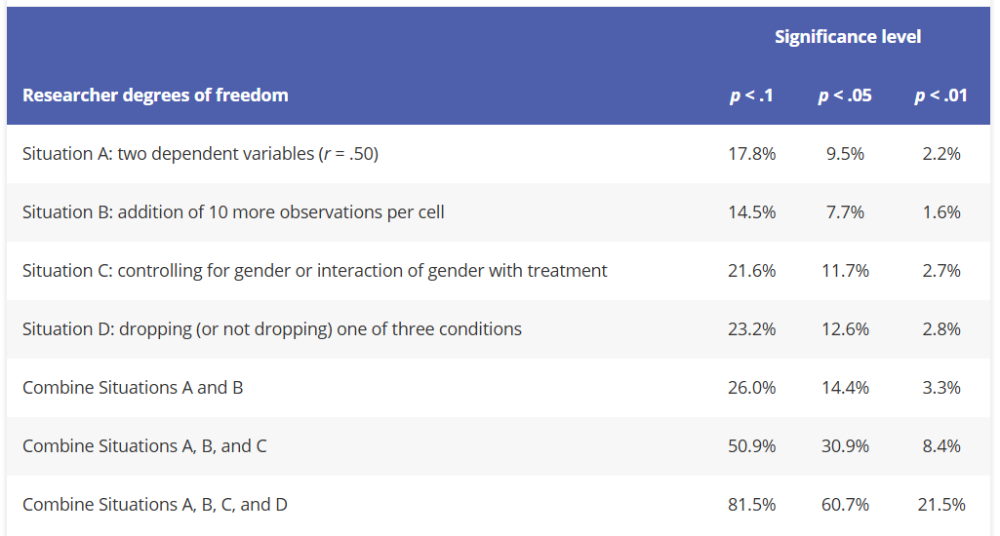 Significance level
Researcher degrees of freedom p < .1 p < .05 p < .01
Situation A: two dependent variables (r = .50) 17.8% 9.5% 2.2%
Situation B: addition of 10 more observations per cell 14.5% 7.7% 1.6%
Situation C: controlling for gender or interaction of gender with treatment 21.6% 11.7% 2.7%
Situation D: dropping (or not dropping) one of three conditions 23.2% 12.6% 2.8%
Combine Situations A and B 26.0% 14.4% 3.3%
Combine Situations A, B, and C 50.9% 30.9% 8.4%
Combine Situations A, B, C, and D 81.5% 60.7% 21.5%